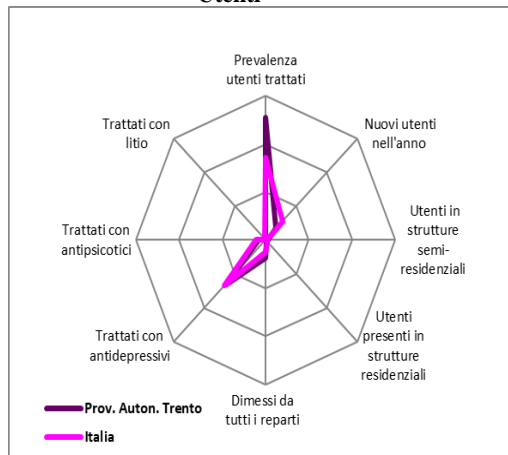 Utenti
Prevalenza
utenti trattati
Nuovi utenti
nell'anno
Utenti in
strutture
semi-
residenziali
Utenti
presenti in
strutture
residenziali
Dimessi da
tutti i reparti
Trattati con
antidepressivi
Trattati con
antipsicotici
Trattati con
litio
Prov. Auton. Trento
Italia